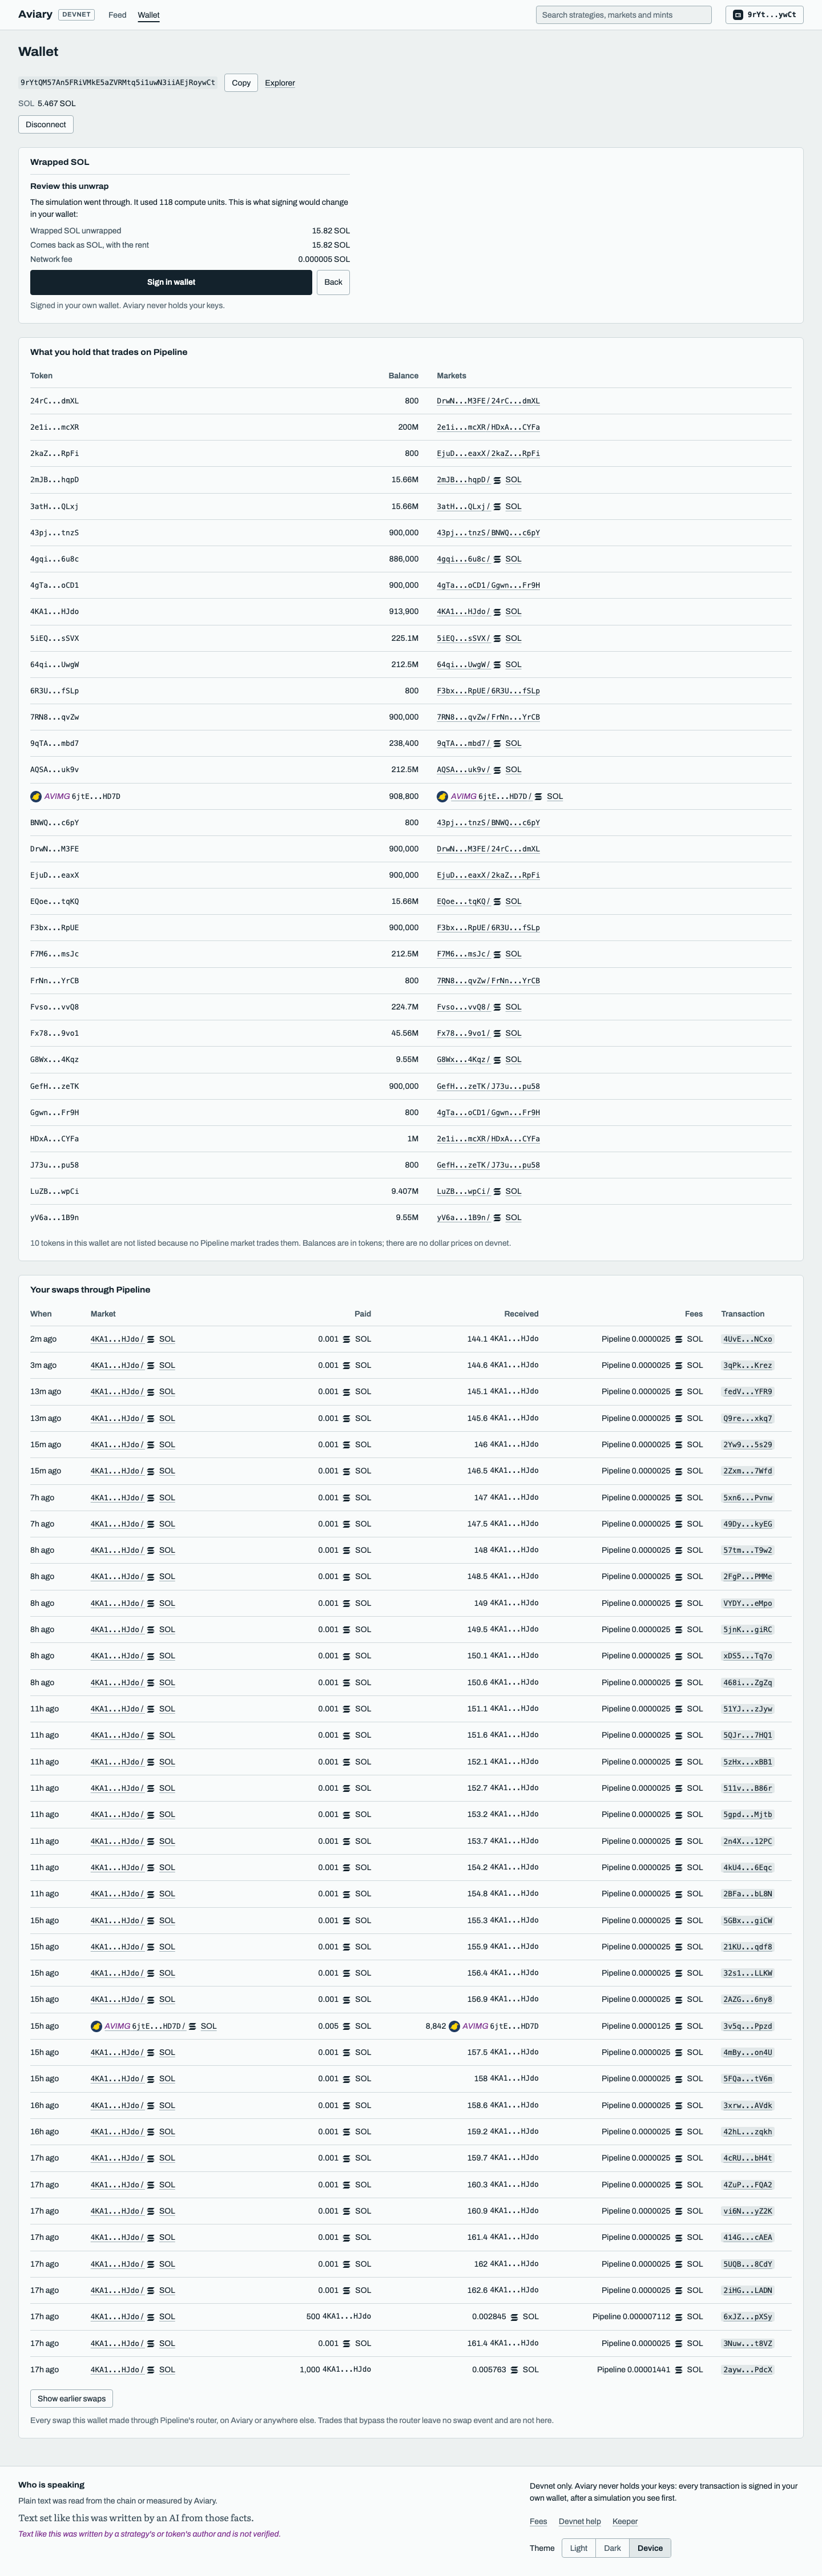 Aviary DEVNET Feed Wallet Search strategies, markets and mints 9rYt...ywCt
Wallet
9rYtQM57An5FRiVMkE5aZVRMtq5i1uwN3iiAEjRoywCt Copy Explorer
SOL 5.467 SOL
Disconnect
Wrapped SOL
Review this unwrap
The simulation went through. It used 118 compute units. This is what signing would change
in your wallet:
Wrapped SOL unwrapped 15.82 SOL
Comes back as SOL, with the rent 15.82 SOL
Network fee 0.000005 SOL
Sign in wallet Back
Signed in your own wallet. Aviary never holds your keys.
What you hold that trades on Pipeline
Token Balance Markets
24rC...dmXL 800 DrwN...M3FE / 24rC...dmXL
2e1i...mcXR 200M 2e1i...mcXR / HDxA...CYFa
2kaZ...RpFi 800 EjuD...eaxX / 2kaZ...RpFi
2mJB...hqpD 15.66M 2mJB...hqpD / SOL
3atH...QLxj 15.66M 3atH...QLxj / SOL
43pj...tnzS 900,000 43pj...tnzS / BNWQ...c6pY
4gqi...6u8c 886,000 4gqi...6u8c / SOL
4gTa...oCD1 900,000 4gTa...oCD1 / Ggwn...Fr9H
4KA1...HJdo 913,900 4KA1...HJdo / SOL
5iEQ...sSVX 225.1M 5iEQ...sSVX / SOL
64qi...UwgW 212.5M 64qi...UwgW / SOL
6R3U...fSLp 800 F3bx...RpUE / 6R3U...fSLp
7RN8...qvZw 900,000 7RN8...qvZw / FrNn...YrCB
9qTA...mbd7 238,400 9qTA...mbd7 / SOL
AQSA...uk9v 212.5M AQSA...uk9v / SOL
AVIMG 6jtE...HD7D 908,800 AVIMG 6jtE...HD7D / SOL
BNWQ...c6pY 800 43pj...tnzS / BNWQ...c6pY
DrwN...M3FE 900,000 DrwN...M3FE / 24rC...dmXL
EjuD...eaxX 900,000 EjuD...eaxX / 2kaZ...RpFi
EQoe...tqKQ 15.66M EQoe...tqKQ / SOL
F3bx...RpUE 900,000 F3bx...RpUE / 6R3U...fSLp
F7M6...msJc 212.5M F7M6...msJc / SOL
FrNn...YrCB 800 7RN8...qvZw / FrNn...YrCB
Fvso...vvQ8 224.7M Fvso...vvQ8 / SOL
Fx78...9vo1 45.56M Fx78...9vo1 / SOL
G8Wx...4Kqz 9.55M G8Wx...4Kqz / SOL
GefH...zeTK 900,000 GefH...zeTK / J73u...pu58
Ggwn...Fr9H 800 4gTa...oCD1 / Ggwn...Fr9H
HDxA...CYFa 1M 2e1i...mcXR / HDxA...CYFa
J73u...pu58 800 GefH...zeTK / J73u...pu58
LuZB...wpCi 9.407M LuZB...wpCi / SOL
yV6a...1B9n 9.55M yV6a...1B9n / SOL
10 tokens in this wallet are not listed because no Pipeline market trades them. Balances are in tokens; there are no dollar prices on devnet.
Your swaps through Pipeline
When Market Paid Received Fees Transaction
2m ago 4KA1...HJdo / SOL 0.001 SOL 144.1 4KA1...HJdo Pipeline 0.0000025 SOL 4UvE...NCxo
3m ago 4KA1...HJdo / SOL 0.001 SOL 144.6 4KA1...HJdo Pipeline 0.0000025 SOL 3qPk...Krez
13m ago 4KA1...HJdo / SOL 0.001 SOL 145.1 4KA1...HJdo Pipeline 0.0000025 SOL fedV...YFR9
13m ago 4KA1...HJdo / SOL 0.001 SOL 145.6 4KA1...HJdo Pipeline 0.0000025 SOL Q9re...xkq7
15m ago 4KA1...HJdo / SOL 0.001 SOL 146 4KA1...HJdo Pipeline 0.0000025 SOL 2Yw9...5s29
15m ago 4KA1...HJdo / SOL 0.001 SOL 146.5 4KA1...HJdo Pipeline 0.0000025 SOL 2Zxm...7Wfd
7h ago 4KA1...HJdo / SOL 0.001 SOL 147 4KA1...HJdo Pipeline 0.0000025 SOL 5xn6...Pvnw
7h ago 4KA1...HJdo / SOL 0.001 SOL 147.5 4KA1...HJdo Pipeline 0.0000025 SOL 49Dy...kyEG
8h ago 4KA1...HJdo / SOL 0.001 SOL 148 4KA1...HJdo Pipeline 0.0000025 SOL 57tm...T9w2
8h ago 4KA1...HJdo / SOL 0.001 SOL 148.5 4KA1...HJdo Pipeline 0.0000025 SOL 2FgP...PMMe
8h ago 4KA1...HJdo / SOL 0.001 SOL 149 4KA1...HJdo Pipeline 0.0000025 SOL VYDY...eMpo
8h ago 4KA1...HJdo / SOL 0.001 SOL 149.5 4KA1...HJdo Pipeline 0.0000025 SOL 5jnK...giRC
8h ago 4KA1...HJdo / SOL 0.001 SOL 150.1 4KA1...HJdo Pipeline 0.0000025 SOL xDS5...Tq7o
8h ago 4KA1...HJdo / SOL 0.001 SOL 150.6 4KA1...HJdo Pipeline 0.0000025 SOL 468i...ZgZq
11h ago 4KA1...HJdo / SOL 0.001 SOL 151.1 4KA1...HJdo Pipeline 0.0000025 SOL 51YJ...zJyw
11h ago 4KA1...HJdo / SOL 0.001 SOL 151.6 4KA1...HJdo Pipeline 0.0000025 SOL 5QJr...7HQ1
11h ago 4KA1...HJdo / SOL 0.001 SOL 152.1 4KA1...HJdo Pipeline 0.0000025 SOL 5zHx...xBB1
11h ago 4KA1...HJdo / SOL 0.001 SOL 152.7 4KA1...HJdo Pipeline 0.0000025 SOL 511v...B86r
11h ago 4KA1...HJdo / SOL 0.001 SOL 153.2 4KA1...HJdo Pipeline 0.0000025 SOL 5gpd...Mjtb
11h ago 4KA1...HJdo / SOL 0.001 SOL 153.7 4KA1...HJdo Pipeline 0.0000025 SOL 2n4X...12PC
11h ago 4KA1...HJdo / SOL 0.001 SOL 154.2 4KA1...HJdo Pipeline 0.0000025 SOL 4kU4...6Eqc
11h ago 4KA1...HJdo / SOL 0.001 SOL 154.8 4KA1...HJdo Pipeline 0.0000025 SOL 2BFa...bL8N
15h ago 4KA1...HJdo / SOL 0.001 SOL 155.3 4KA1...HJdo Pipeline 0.0000025 SOL 5GBx...giCW
15h ago 4KA1...HJdo / SOL 0.001 SOL 155.9 4KA1...HJdo Pipeline 0.0000025 SOL 21KU...qdf8
15h ago 4KA1...HJdo / SOL 0.001 SOL 156.4 4KA1...HJdo Pipeline 0.0000025 SOL 32s1...LLKW
15h ago 4KA1...HJdo / SOL 0.001 SOL 156.9 4KA1...HJdo Pipeline 0.0000025 SOL 2AZG...6ny8
15h ago AVIMG 6jtE...HD7D / SOL 0.005 SOL 8,842 AVIMG 6jtE...HD7D Pipeline 0.0000125 SOL 3v5q...Ppzd
15h ago 4KA1...HJdo / SOL 0.001 SOL 157.5 4KA1...HJdo Pipeline 0.0000025 SOL 4mBy...on4U
15h ago 4KA1...HJdo / SOL 0.001 SOL 158 4KA1...HJdo Pipeline 0.0000025 SOL 5FQa...tV6m
16h ago 4KA1...HJdo / SOL 0.001 SOL 158.6 4KA1...HJdo Pipeline 0.0000025 SOL 3xrw...AVdk
16h ago 4KA1...HJdo / SOL 0.001 SOL 159.2 4KA1...HJdo Pipeline 0.0000025 SOL 42hL...zqkh
17h ago 4KA1...HJdo / SOL 0.001 SOL 159.7 4KA1...HJdo Pipeline 0.0000025 SOL 4cRU...bH4t
17h ago 4KA1...HJdo / SOL 0.001 SOL 160.3 4KA1...HJdo Pipeline 0.0000025 SOL 4ZuP...FQA2
17h ago 4KA1...HJdo / SOL 0.001 SOL 160.9 4KA1...HJdo Pipeline 0.0000025 SOL vi6N...yZ2K
17h ago 4KA1...HJdo / SOL 0.001 SOL 161.4 4KA1...HJdo Pipeline 0.0000025 SOL 414G...cAEA
17h ago 4KA1...HJdo / SOL 0.001 SOL 162 4KA1...HJdo Pipeline 0.0000025 SOL 5UQB...8CdY
17h ago 4KA1...HJdo / SOL 0.001 SOL 162.6 4KA1...HJdo Pipeline 0.0000025 SOL 2iHG...LADN
17h ago 4KA1...HJdo / SOL 500 4KA1...HJdo 0.002845 SOL Pipeline 0.000007112 SOL 6xJZ...pXSy
17h ago 4KA1...HJdo / SOL 0.001 SOL 161.4 4KA1...HJdo Pipeline 0.0000025 SOL 3Nuw...t8VZ
17h ago 4KA1...HJdo / SOL 1,000 4KA1...HJdo 0.005763 SOL Pipeline 0.00001441 SOL 2ayw...PdcX
Show earlier swaps
Every swap this wallet made through Pipeline's router, on Aviary or anywhere else. Trades that bypass the router leave no swap event and are not here.
Who is speaking
Plain text was read from the chain or measured by Aviary.
Text set like this was written by an AI from those facts.
Text like this was written by a strategy's or token's author and is not verified.
Devnet only. Aviary never holds your keys: every transaction is signed in your
own wallet, after a simulation you see first.
Fees Devnet help Keeper
Theme Light Dark Device